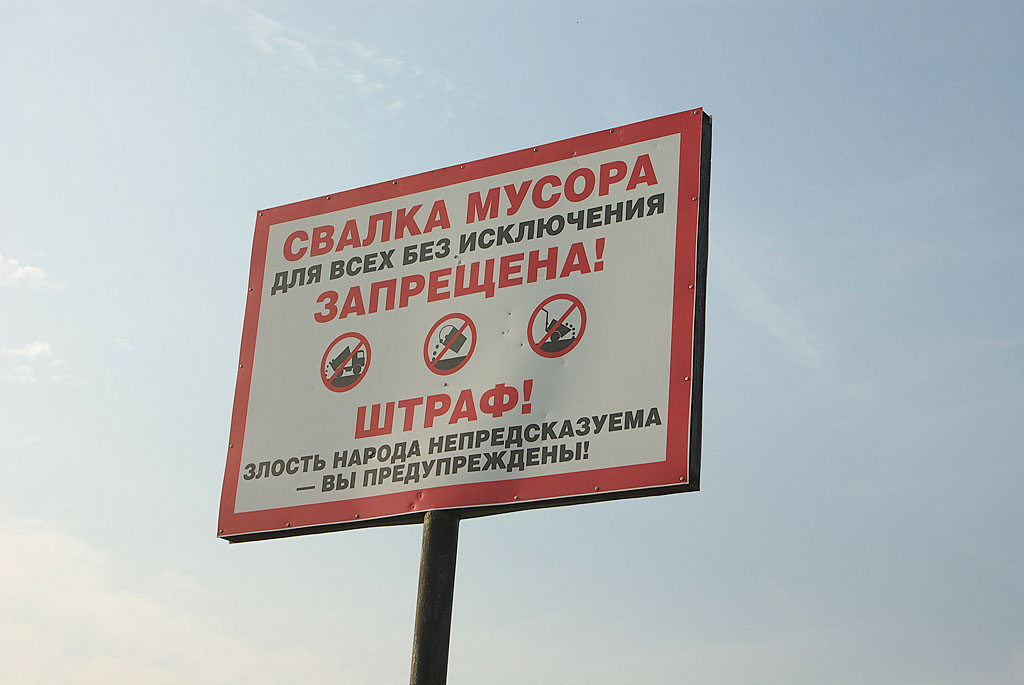 СВАЛКА МУСОРА
ДЛЯ ВСЕХ БЕЗ ИСКЛЮЧЕНИЯ
ЗАПРЕЩЕНА!
ШТРАФ!
ЗЛОСТЬ НАРОДА НЕПРЕДСКАЗУЕМА
— ВЫ ПРЕДУПРЕЖДЕНЫ!